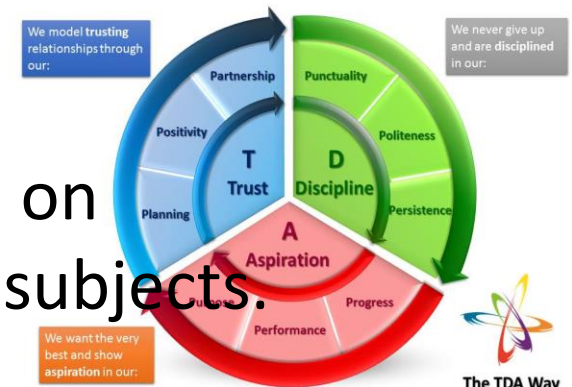 We model trusting
relationships through
our:
We never give up
and are disciplined
in our:
Partnership
Punctuality
Positivity
Politeness
T
Trust
D
Discipline
Planning
Persistence
on
subjects.
A
Aspiration
Purpose
Progress
Performance
We want the very
best and show
aspiration in our:
The TDA Way